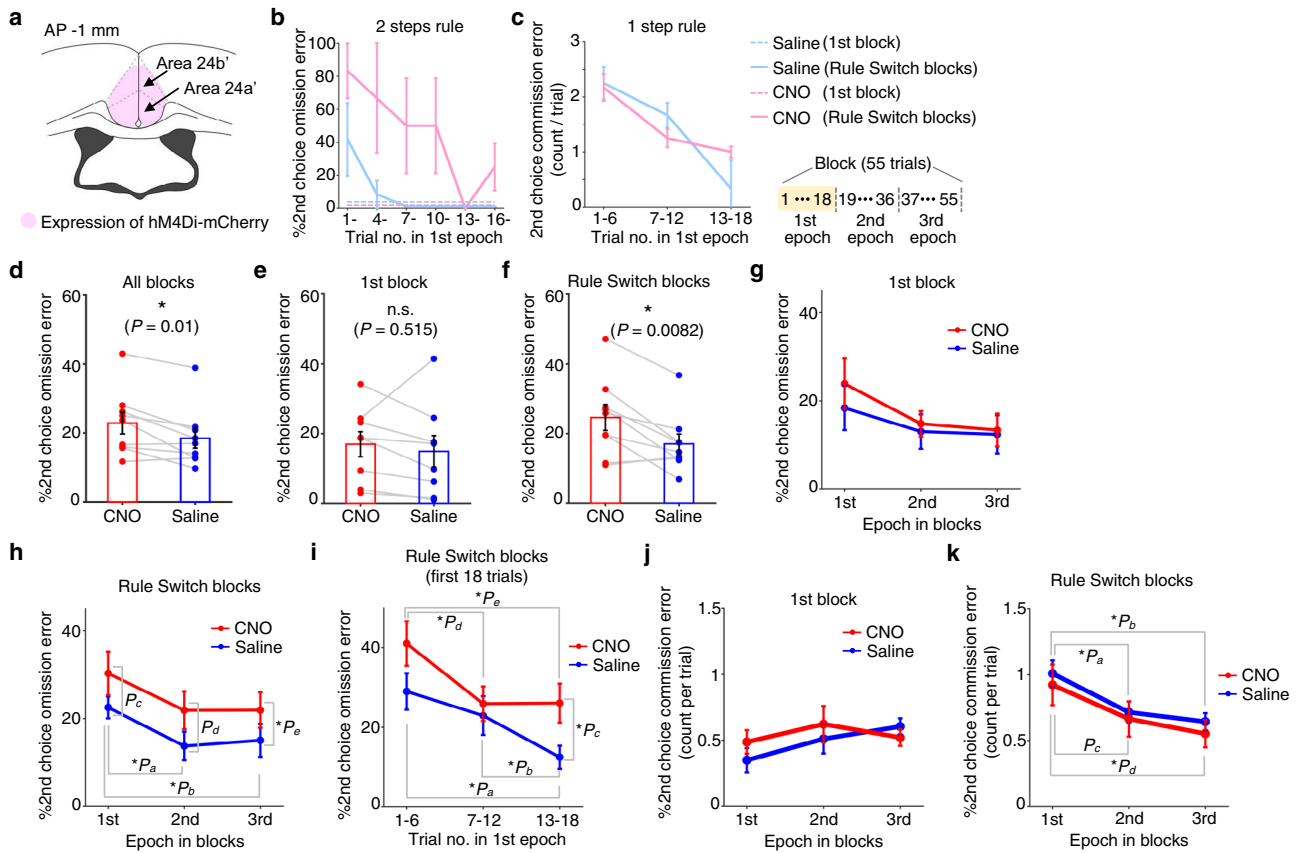 a
AP -1 mm
Area 24b'
Area 24a'
Expression of hM4Di-mCherry
b
2 steps rule
%2nd choice omission error
100
80
60
40
20
0
1- 4- 7- 10- 13- 16-
Trial no. in 1st epoch
c
1 step rule
2nd choice commission error
(count / trial)
3
2
1
0
1-6 7-12 13-18
Trial no. in 1st epoch
Saline (1st block)
Saline (Rule Switch blocks)
CNO (1st block)
CNO (Rule Switch blocks)
Block (55 trials)
1 ••• 18 19••• 36 37••• 55
1st epoch 2nd epoch 3rd epoch
d
All blocks
*
(P = 0.01)
%2nd choice omission error
60
40
20
0
CNO Saline
e
1st block
n.s.
(P = 0.515)
%2nd choice omission error
60
40
20
0
CNO Saline
f
Rule Switch blocks
*
(P = 0.0082)
%2nd choice omission error
60
40
20
0
CNO Saline
g
1st block
CNO
Saline
%2nd choice omission error
40
20
0
1st 2nd 3rd
Epoch in blocks
h
Rule Switch blocks
CNO
Saline
%2nd choice omission error
40
20
0
Pc
Pd
*Pe
*Pa
*Pb
1st 2nd 3rd
Epoch in blocks
i
Rule Switch blocks
(first 18 trials)
*Pe
*Pd
CNO
Saline
%2nd choice omission error
40
20
0
*Pc
*Pb
*Pa
1-6 7-12 13-18
Trial no. in 1st epoch
j
1st block
CNO
Saline
%2nd choice commission error
(count per trial)
1.5
1
0.5
0
1st 2nd 3rd
Epoch in blocks
k
Rule Switch blocks
*Pb
*Pa
CNO
Saline
%2nd choice commission error
(count per trial)
1.5
1
0.5
0
Pc
*Pd
1st 2nd 3rd
Epoch in blocks